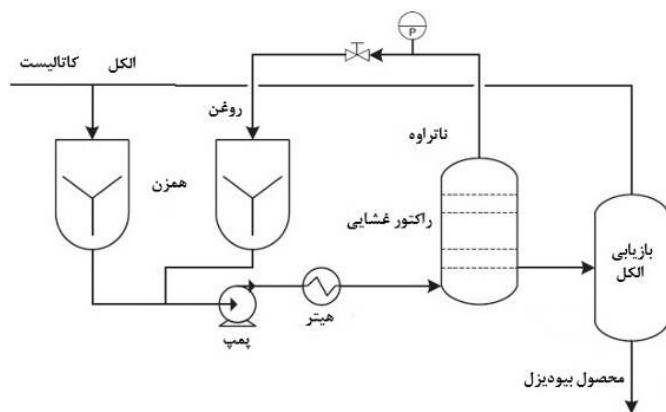 P
الکل    کاتالیست
روغن
ناتراوه
همزن
راکتور غشایی
بازیابی
الکل
هیتر
پمپ
محصول بیودیزل